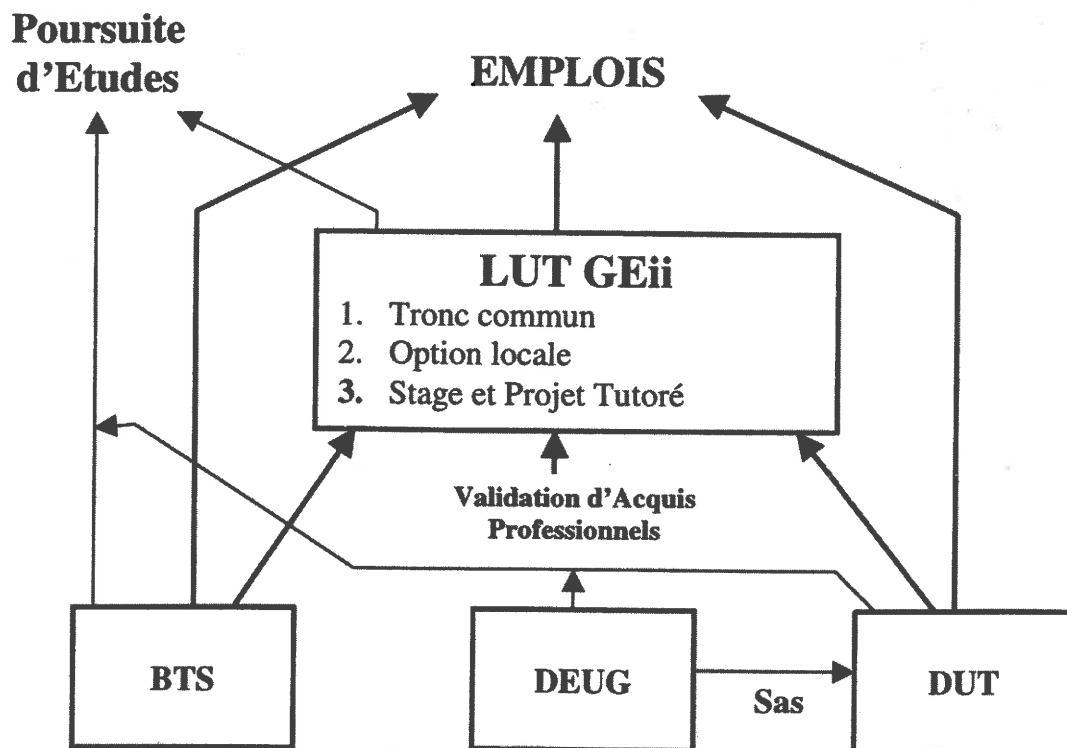 Poursuite
d'Etudes
EMPLOIS
LUT GEii
1. Tronc commun
2. Option locale
3. Stage et Projet Tutoré
Validation d'Acquis
Professionnels
BTS
DEUG
Sas
DUT